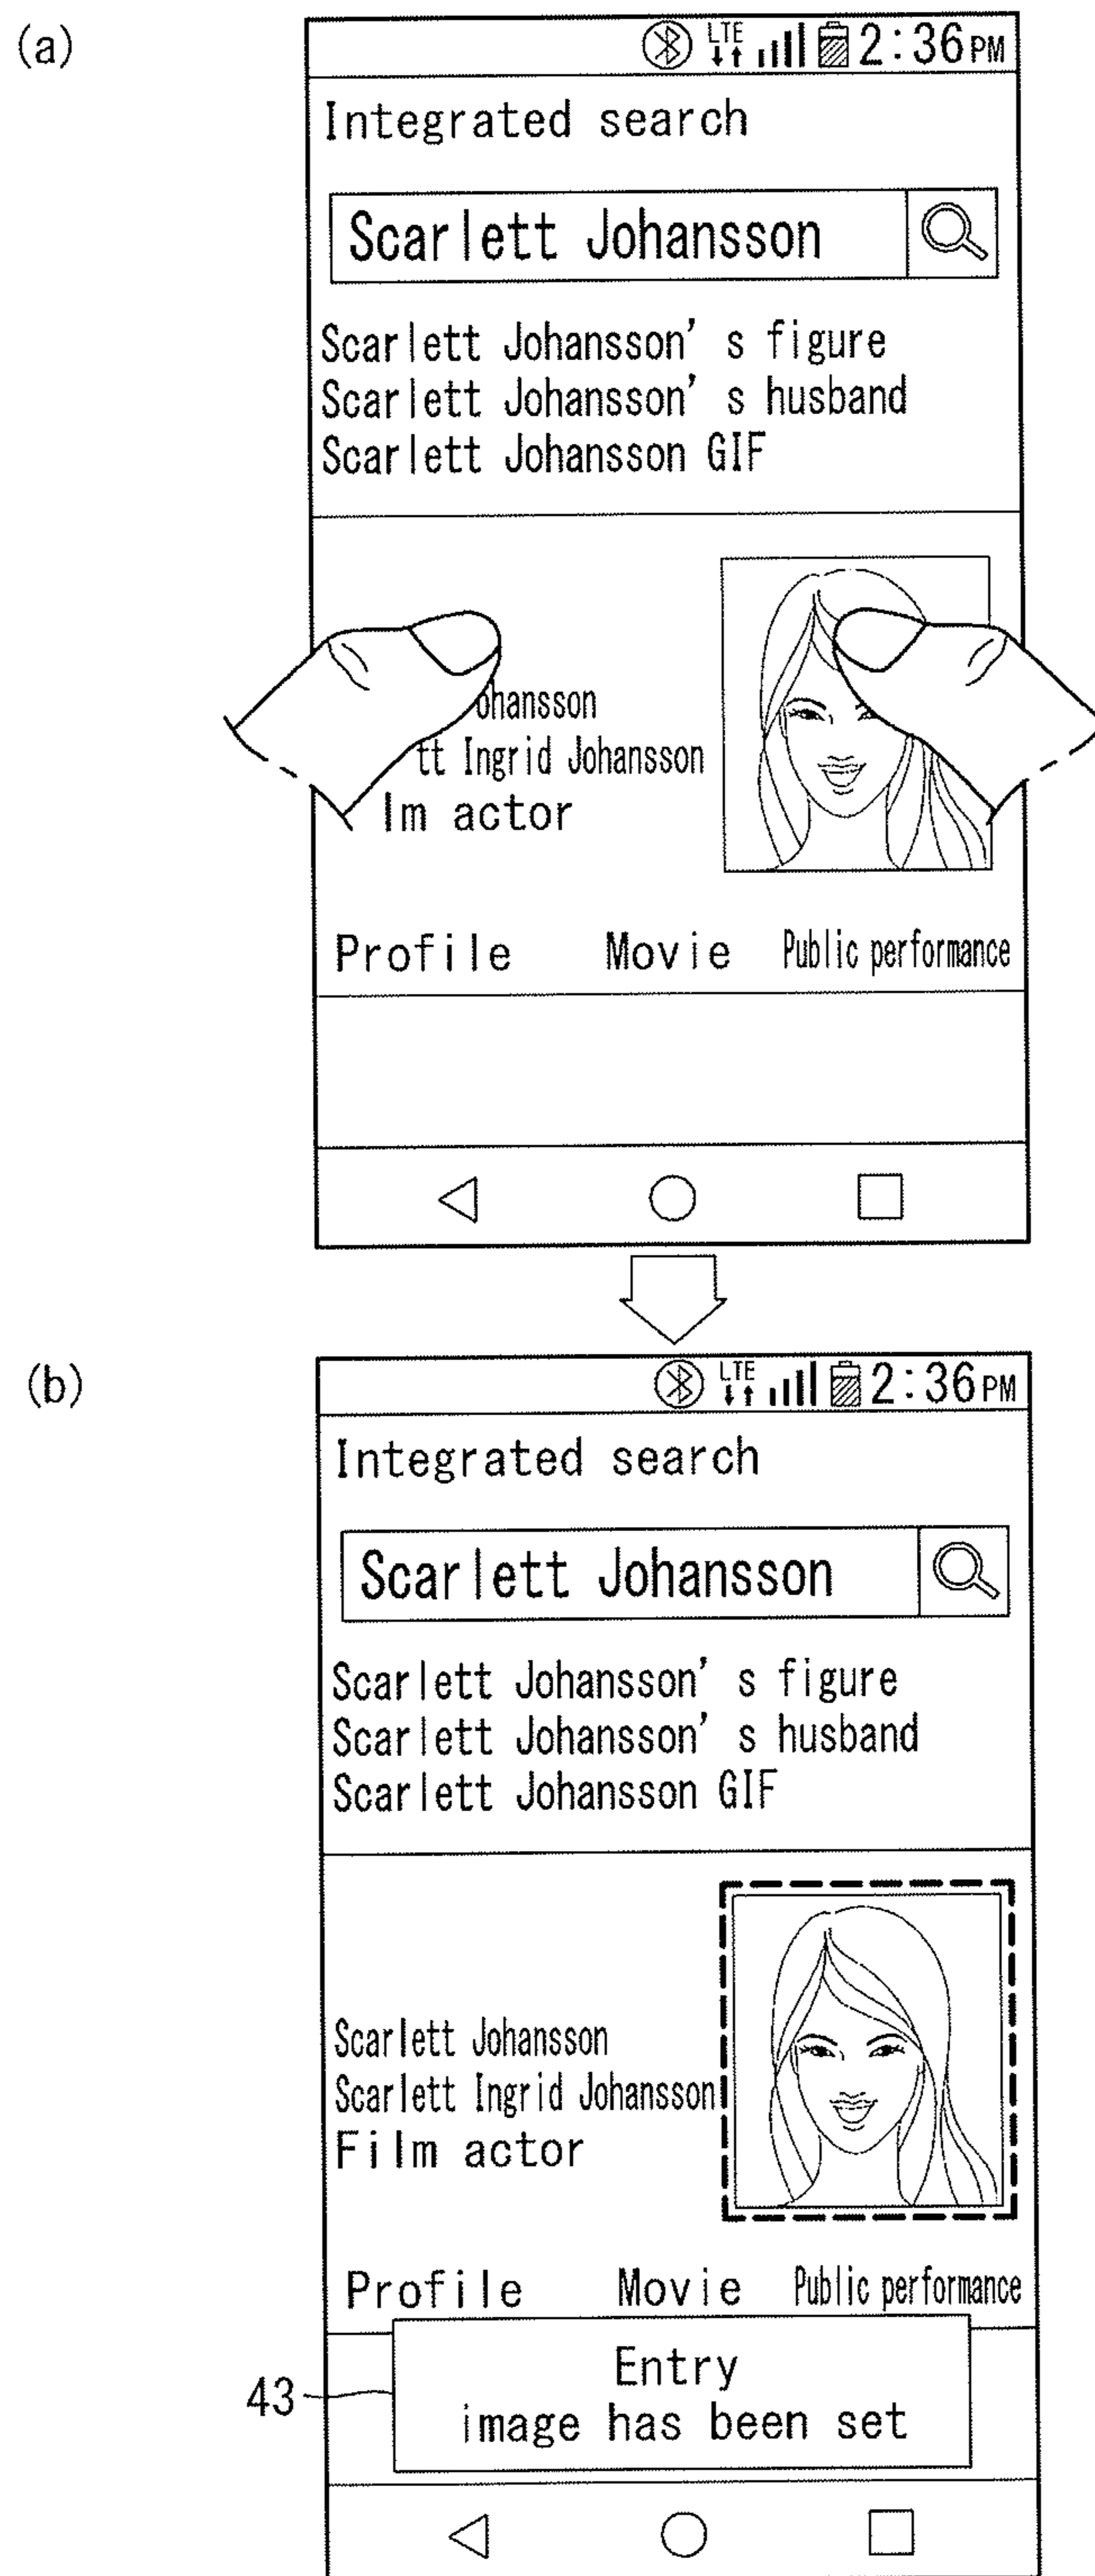 (a)
LTE 2:36PM
Integrated search
Scarlett Johansson
Scarlett Johansson's figure
Scarlett Johansson's husband
Scarlett Johansson GIF
ohansson
tt Ingrid Johansson
lm actor
Profile Movie Public performance
(b)
LTE 2:36PM
Integrated search
Scarlett Johansson
Scarlett Johansson's figure
Scarlett Johansson's husband
Scarlett Johansson GIF
Scarlett Johansson
Scarlett Ingrid Johansson
Film actor
Profile Movie Public performance
Entry
43
image has been set